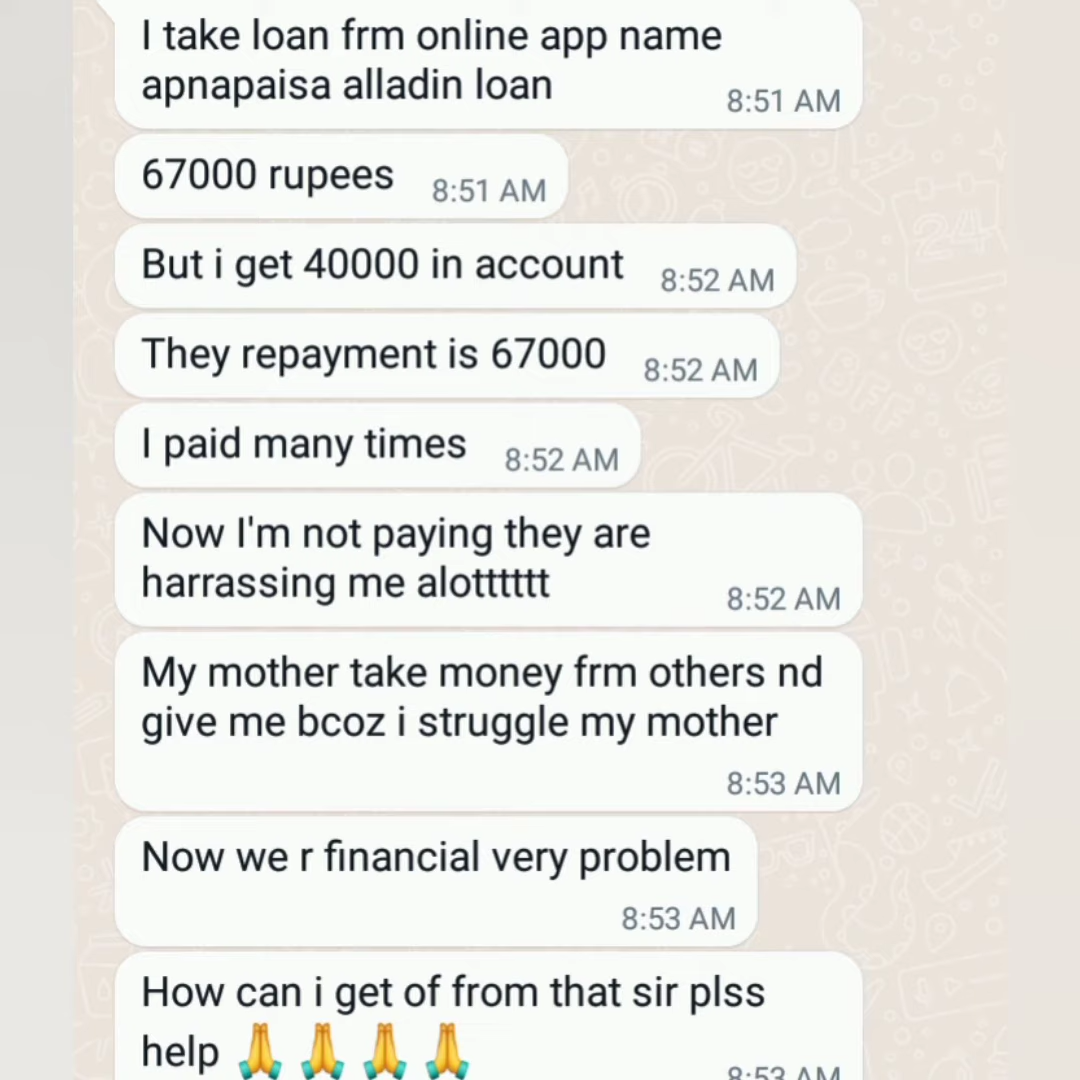 I take loan frm online app name
apnapaisa alladin loan
8:51 AM
67000 rupees 8:51 AM
But i get 40000 in account 8:52 AM
They repayment is 67000 8:52 AM
I paid many times 8:52 AM
Now I'm not paying they are
harrassing me alotttttt
8:52 AM
My mother take money frm others nd
give me bcoz i struggle my mother
8:53 AM
Now we r financial very problem
8:53 AM
How can i get of from that sir plss
help 🙏 🙏 🙏 🙏
8:53 AM